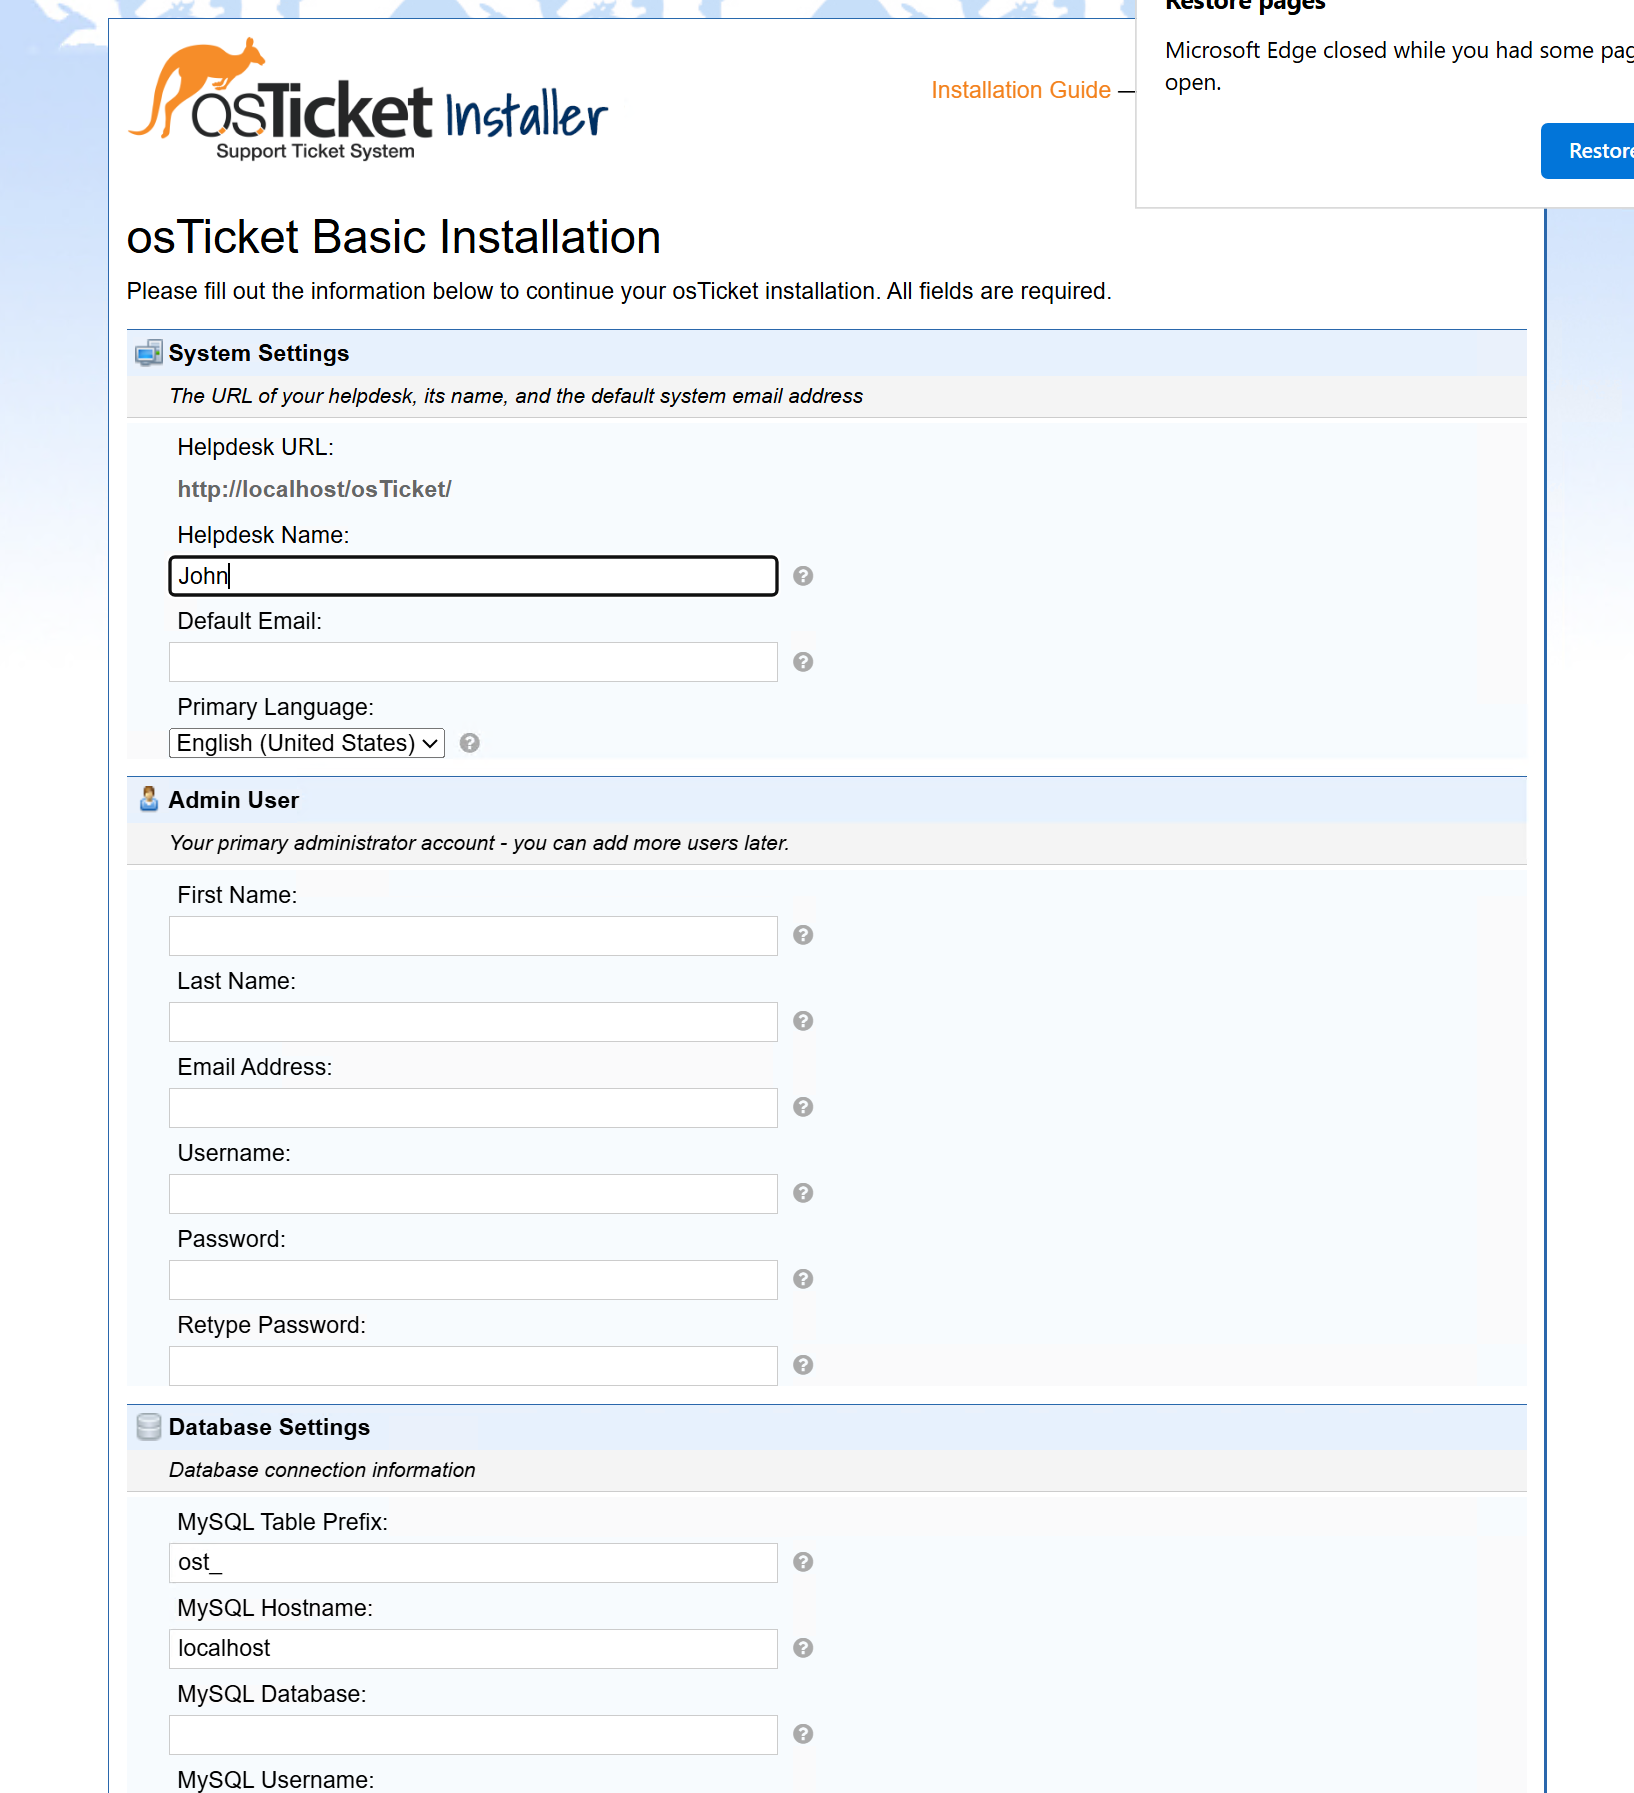 Restore pages
Microsoft Edge closed while you had some pag
open.
Restore
osTicket Installer
Support Ticket System
Installation Guide —
osTicket Basic Installation
Please fill out the information below to continue your osTicket installation. All fields are required.
System Settings
The URL of your helpdesk, its name, and the default system email address
Helpdesk URL:
http://localhost/osTicket/
Helpdesk Name:
John
Default Email:
Primary Language:
English (United States)
Admin User
Your primary administrator account - you can add more users later.
First Name:
Last Name:
Email Address:
Username:
Password:
Retype Password:
Database Settings
Database connection information
MySQL Table Prefix:
ost_
MySQL Hostname:
localhost
MySQL Database:
MySQL Username: